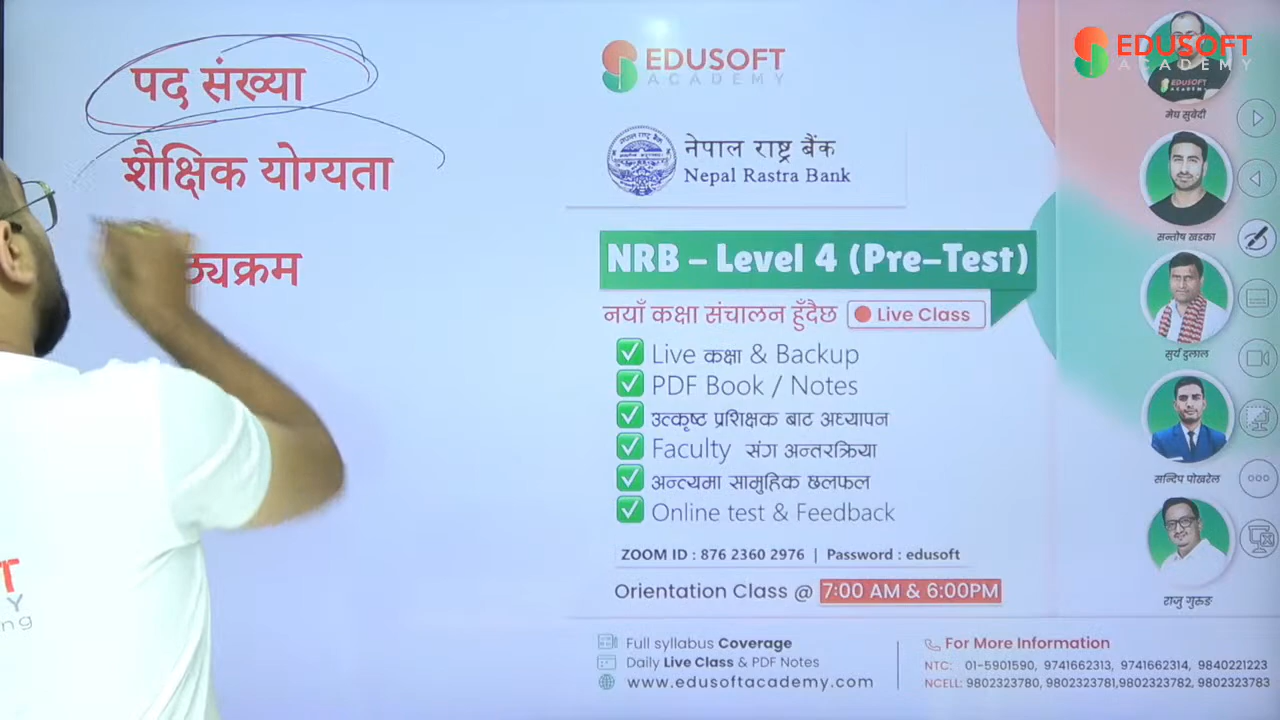 पद संख्या
शैक्षिक योग्यता
ठ्यक्रम
EDUSOFT
ACADEMY
नेपाल राष्ट्र बैंक
Nepal Rastra Bank
NRB - Level 4 (Pre-Test)
नयाँ कक्षा संचालन हुँदैछ
Live Class
Live कक्षा & Backup
PDF Book / Notes
उत्कृष्ट प्रशिक्षक बाट अध्यापन
Faculty संग अन्तरक्रिया
अन्त्यमा सामुहिक छलफल
Online test & Feedback
ZOOM ID : 876 2360 2976 | Password : edusoft
Orientation Class @ 7:00 AM & 6:00PM
Full syllabus Coverage
Daily Live Class & PDF Notes
www.edusoftacademy.com
For More Information
NTC: 01-5901590, 9741662313, 9741662314, 9840221223
NCELL: 9802323780, 9802323781,9802323782, 9802323783
EDUSOFT
ACADEMY
EDUSOFT
मेघ सुवेदी
सन्तोष खड्का
सुर्य दुलाल
सन्दिप पोखरेल
राजु गुरुङ
T
Y
ng